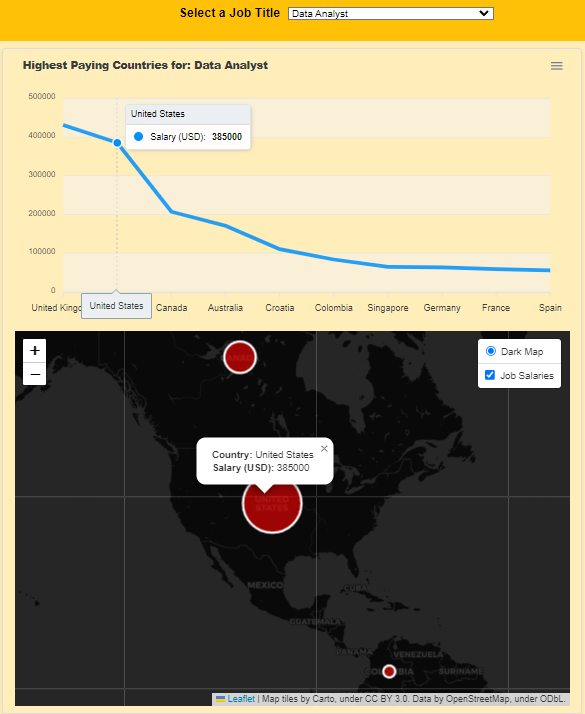 Select a Job Title Data Analyst
Highest Paying Countries for: Data Analyst
500000
United States
Salary (USD): 385000
400000
300000
200000
100000
0
United Kingd United States Canada Australia Croatia Colombia Singapore Germany France Spain
+
−
Dark Map
Job Salaries
Country: United States
Salary (USD): 385000
×
UNITED
STATES
MEXICO
CUBA
GUATEMALA
PANAMA
VENEZUELA
SURINAME
Leaflet | Map tiles by Carto, under CC BY 3.0. Data by OpenStreetMap, under ODbL.